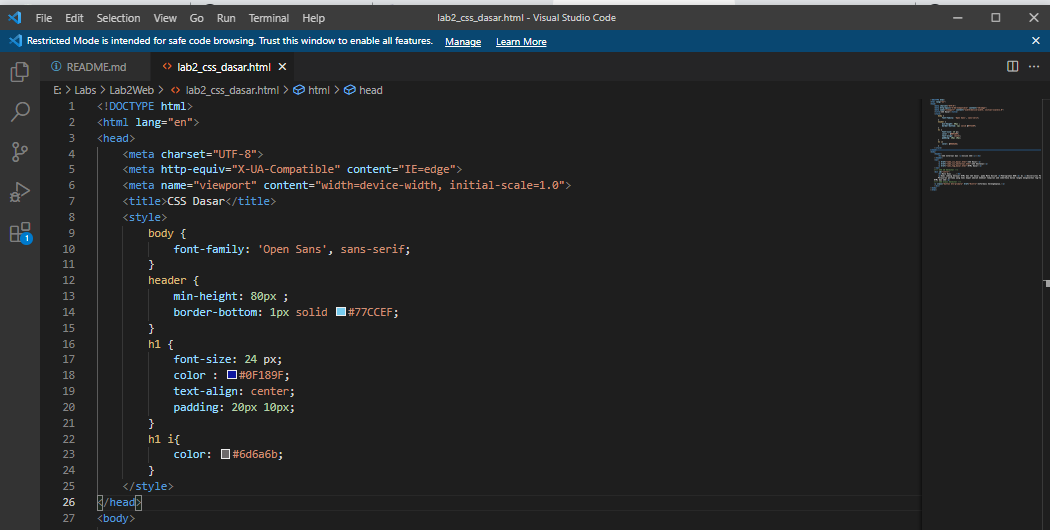 File Edit Selection View Go Run Terminal Help lab2_css_dasar.html - Visual Studio Code
Restricted Mode is intended for safe code browsing. Trust this window to enable all features. Manage Learn More
README.md lab2_css_dasar.html
E: > Labs > Lab2Web > lab2_css_dasar.html > html > head
1 <!DOCTYPE html>
2 <html lang="en">
3 <head>
4 <meta charset="UTF-8">
5 <meta http-equiv="X-UA-Compatible" content="IE=edge">
6 <meta name="viewport" content="width=device-width, initial-scale=1.0">
7 <title>CSS Dasar</title>
8 <style>
9 body {
10 font-family: 'Open Sans', sans-serif;
11 }
12 header {
13 min-height: 80px ;
14 border-bottom: 1px solid #77CCEF;
15 }
16 h1 {
17 font-size: 24 px;
18 color : #0F189F;
19 text-align: center;
20 padding: 20px 10px;
21 }
22 h1 i{
23 color: #6d6a6b;
24 }
25 </style>
26 </head>
27 <body>
1